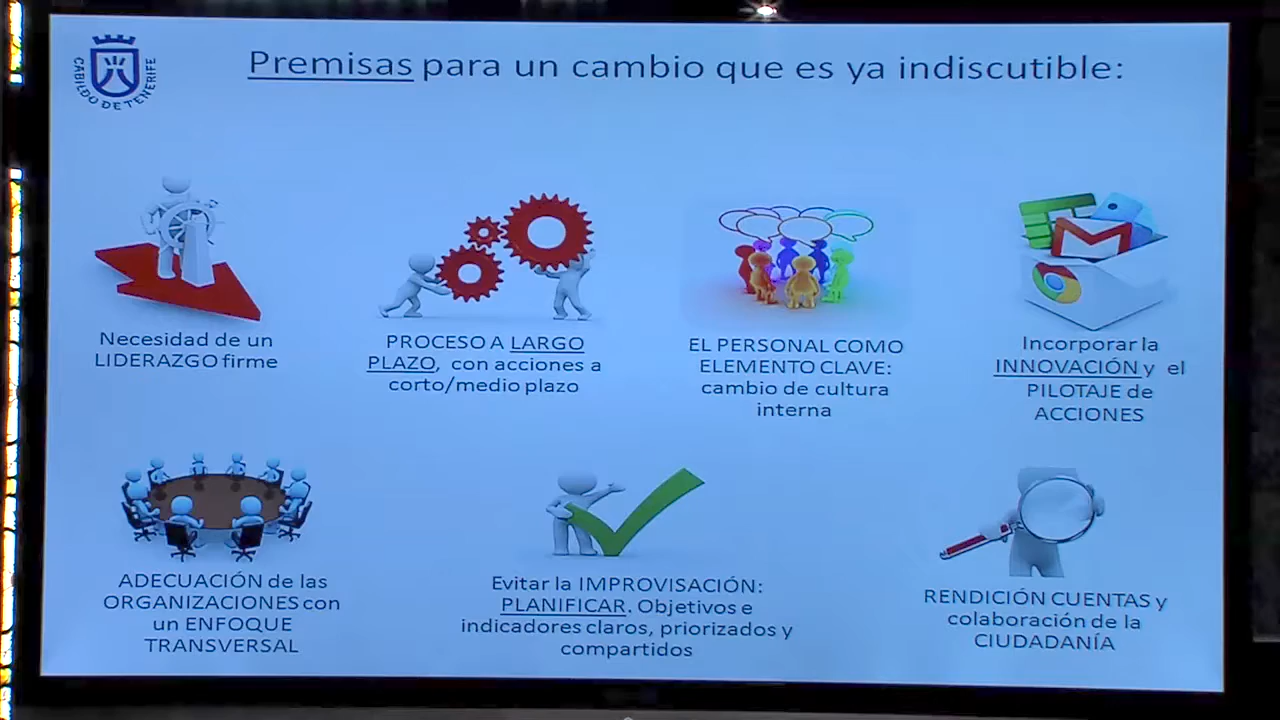 CABILDO DE TENERIFE
Premisas para un cambio que es ya indiscutible:
Necesidad de un
LIDERAZGO firme
PROCESO A LARGO
PLAZO, con acciones a
corto/medio plazo
EL PERSONAL COMO
ELEMENTO CLAVE:
cambio de cultura
interna
Incorporar la
INNOVACIÓN y el
PILOTAJE de
ACCIONES
ADECUACIÓN de las
ORGANIZACIONES con
un ENFOQUE
TRANSVERSAL
Evitar la IMPROVISACIÓN:
PLANIFICAR. Objetivos e
indicadores claros, priorizados y
compartidos
RENDICIÓN CUENTAS y
colaboración de la
CIUDADANÍA